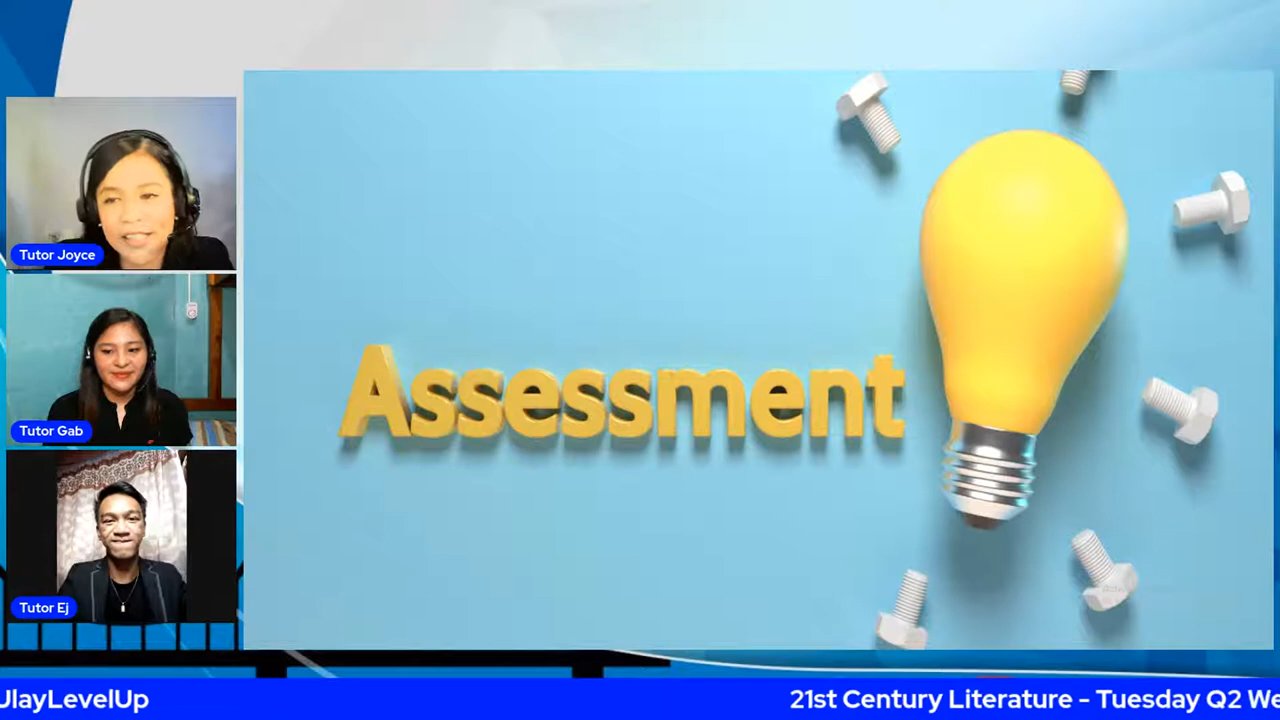 Tutor Joyce
Tutor Gab
Tutor Ej
Assessment
UlayLevelUp
21st Century Literature - Tuesday Q2 We